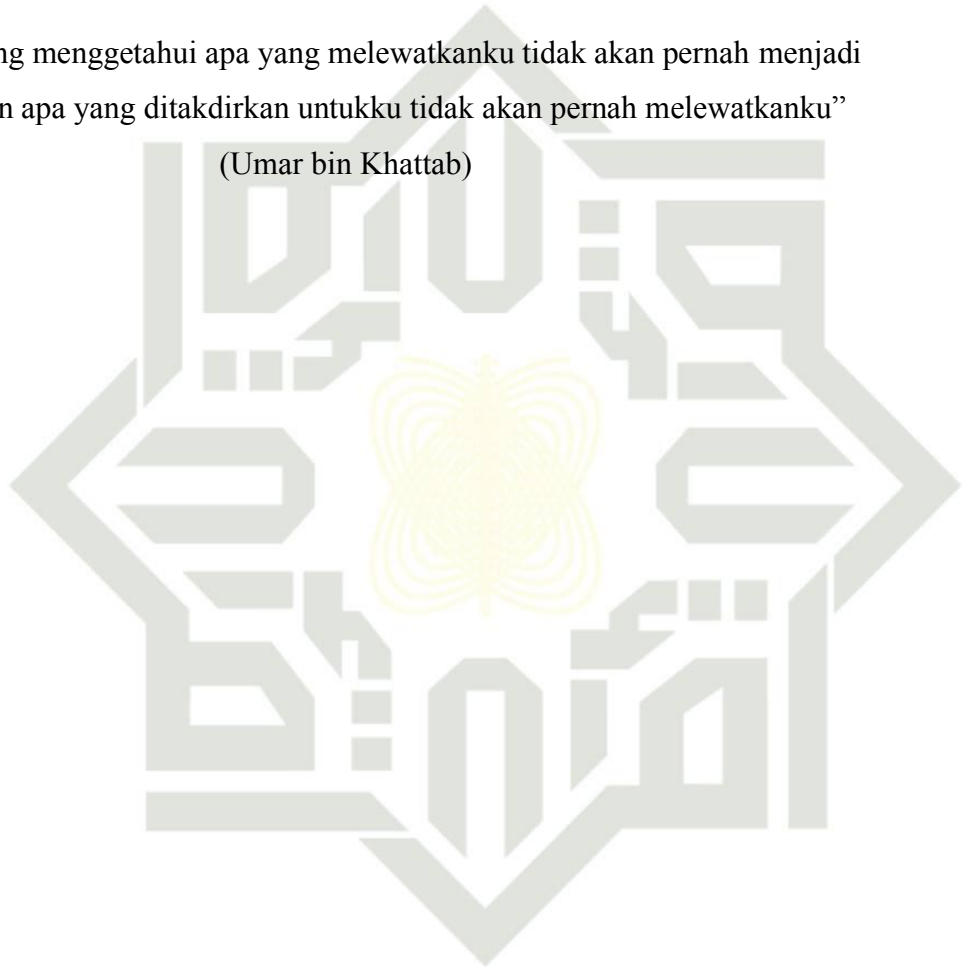 ng menggetahui apa yang melewatkanku tidak akan pernah menjadi
n apa yang ditakdirkan untukku tidak akan pernah melewatkanku”
(Umar bin Khattab)